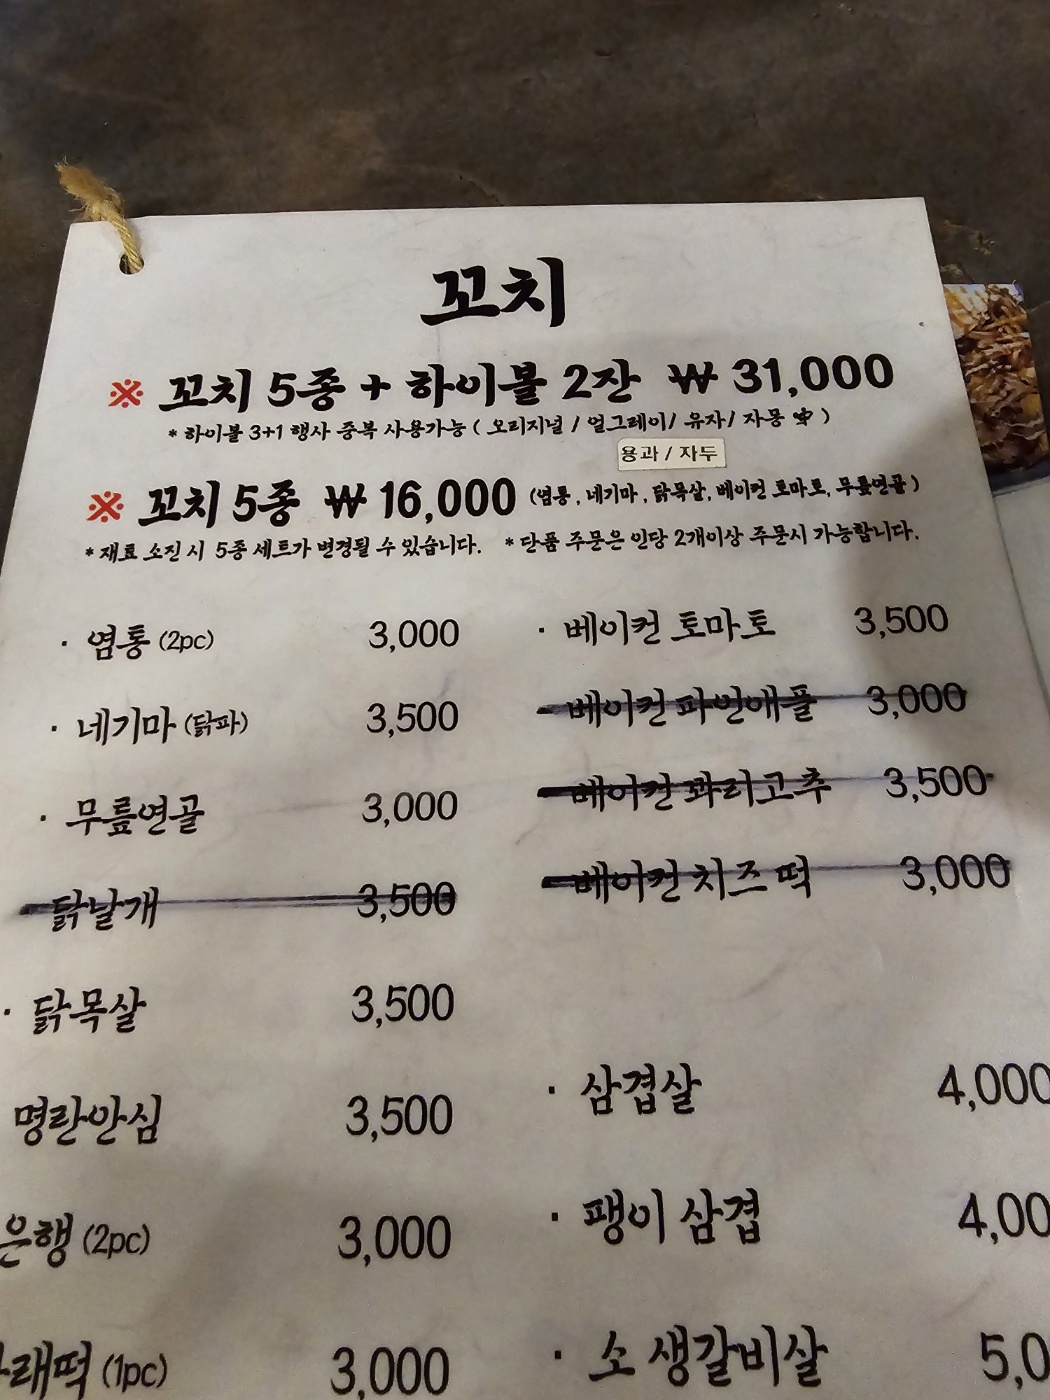 꼬치
※ 꼬치 5종 + 하이볼 2잔 ₩ 31,000
* 하이볼 3+1 행사 중복 사용가능 ( 오리지널 / 얼그레이/ 유자/ 자몽 )
용과 / 자두
※ 꼬치 5종 ₩ 16,000 (염통, 네기마, 닭목살, 베이컨 토마토, 무릎연골)
* 재료 소진 시 5종 세트가 변경될 수 있습니다. * 단품 주문은 인당 2개이상 주문시 가능합니다.
· 염통 (2pc) 3,000
· 네기마 (닭파) 3,500
· 무릎연골 3,000
닭날개 3,500
· 닭목살 3,500
명란안심 3,500
은행 (2pc) 3,000
래떡 (1pc) 3,000
· 베이컨 토마토 3,500
베이컨 파인애플 3,000
베이컨 꽈리고추 3,500
베이컨 치즈 떡 3,000
· 삼겹살 4,000
· 팽이 삼겹 4,00
· 소 생갈비살 5,0